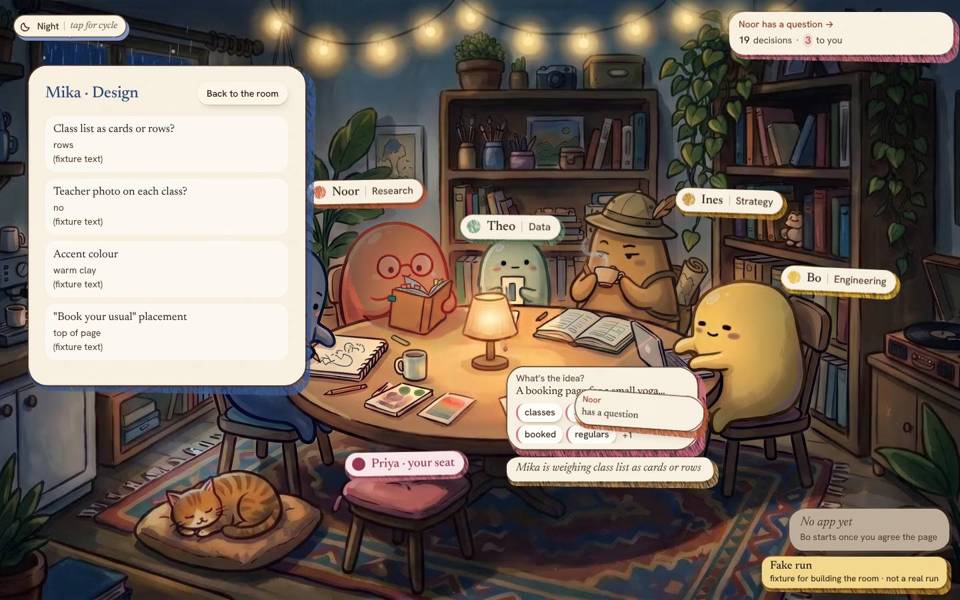 Night | tap for cycle
Noor has a question →
19 decisions · 3 to you
Mika · Design
Back to the room
Class list as cards or rows?
rows
(fixture text)
Teacher photo on each class?
no
(fixture text)
Accent colour
warm clay
(fixture text)
"Book your usual" placement
top of page
(fixture text)
Noor | Research
Theo | Data
Ines | Strategy
Bo | Engineering
What's the idea?
A booking page for a small yoga...
classes
Noor
has a question
booked
regulars
+1
Mika is weighing class list as cards or rows
Priya · your seat
No app yet
Bo starts once you agree the page
Fake run
fixture for building the room · not a real run